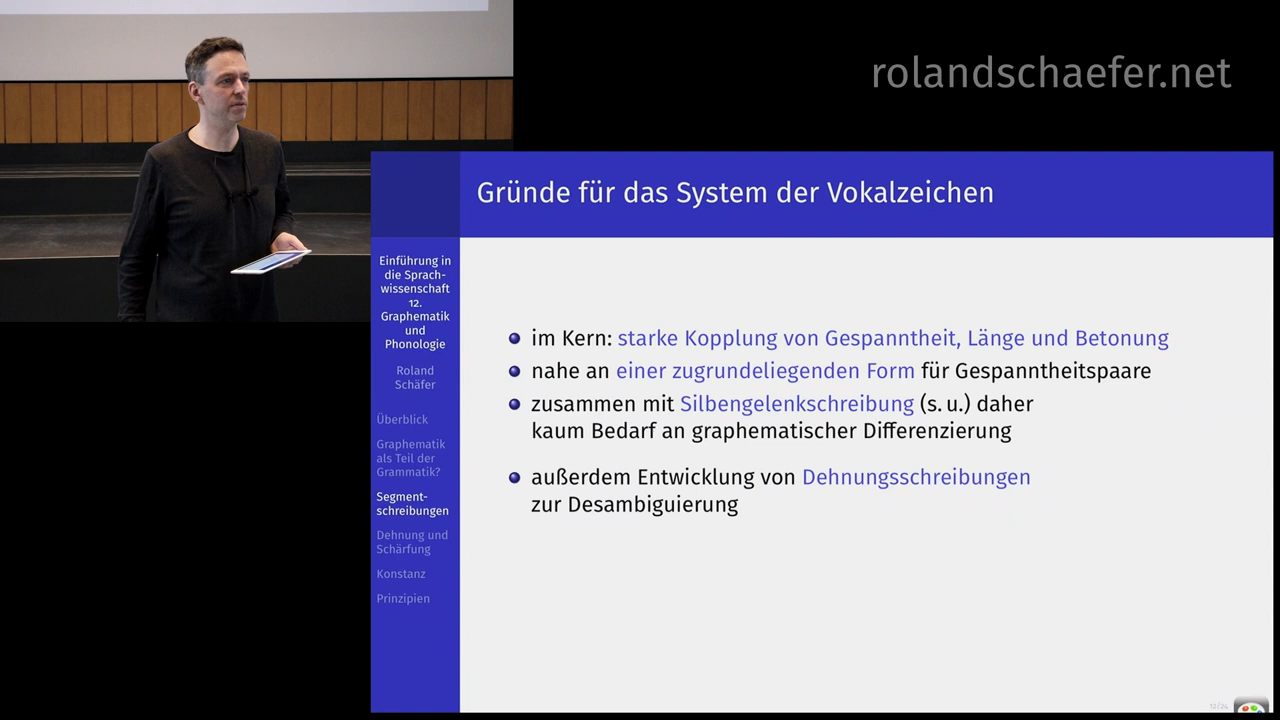 rolandschaefer.net
Gründe für das System der Vokalzeichen
Einführung in
die Sprach-
wissenschaft
12.
Graphematik
und
Phonologie
Roland
Schäfer
Überblick
Graphematik
als Teil der
Grammatik?
Segment-
schreibungen
Dehnung und
Schärfung
Konstanz
Prinzipien
im Kern: starke Kopplung von Gespanntheit, Länge und Betonung
nahe an einer zugrundeliegenden Form für Gespanntheitspaare
zusammen mit Silbengelenkschreibung (s. u.) daher
kaum Bedarf an graphematischer Differenzierung
außerdem Entwicklung von Dehnungsschreibungen
zur Desambiguierung
12/24